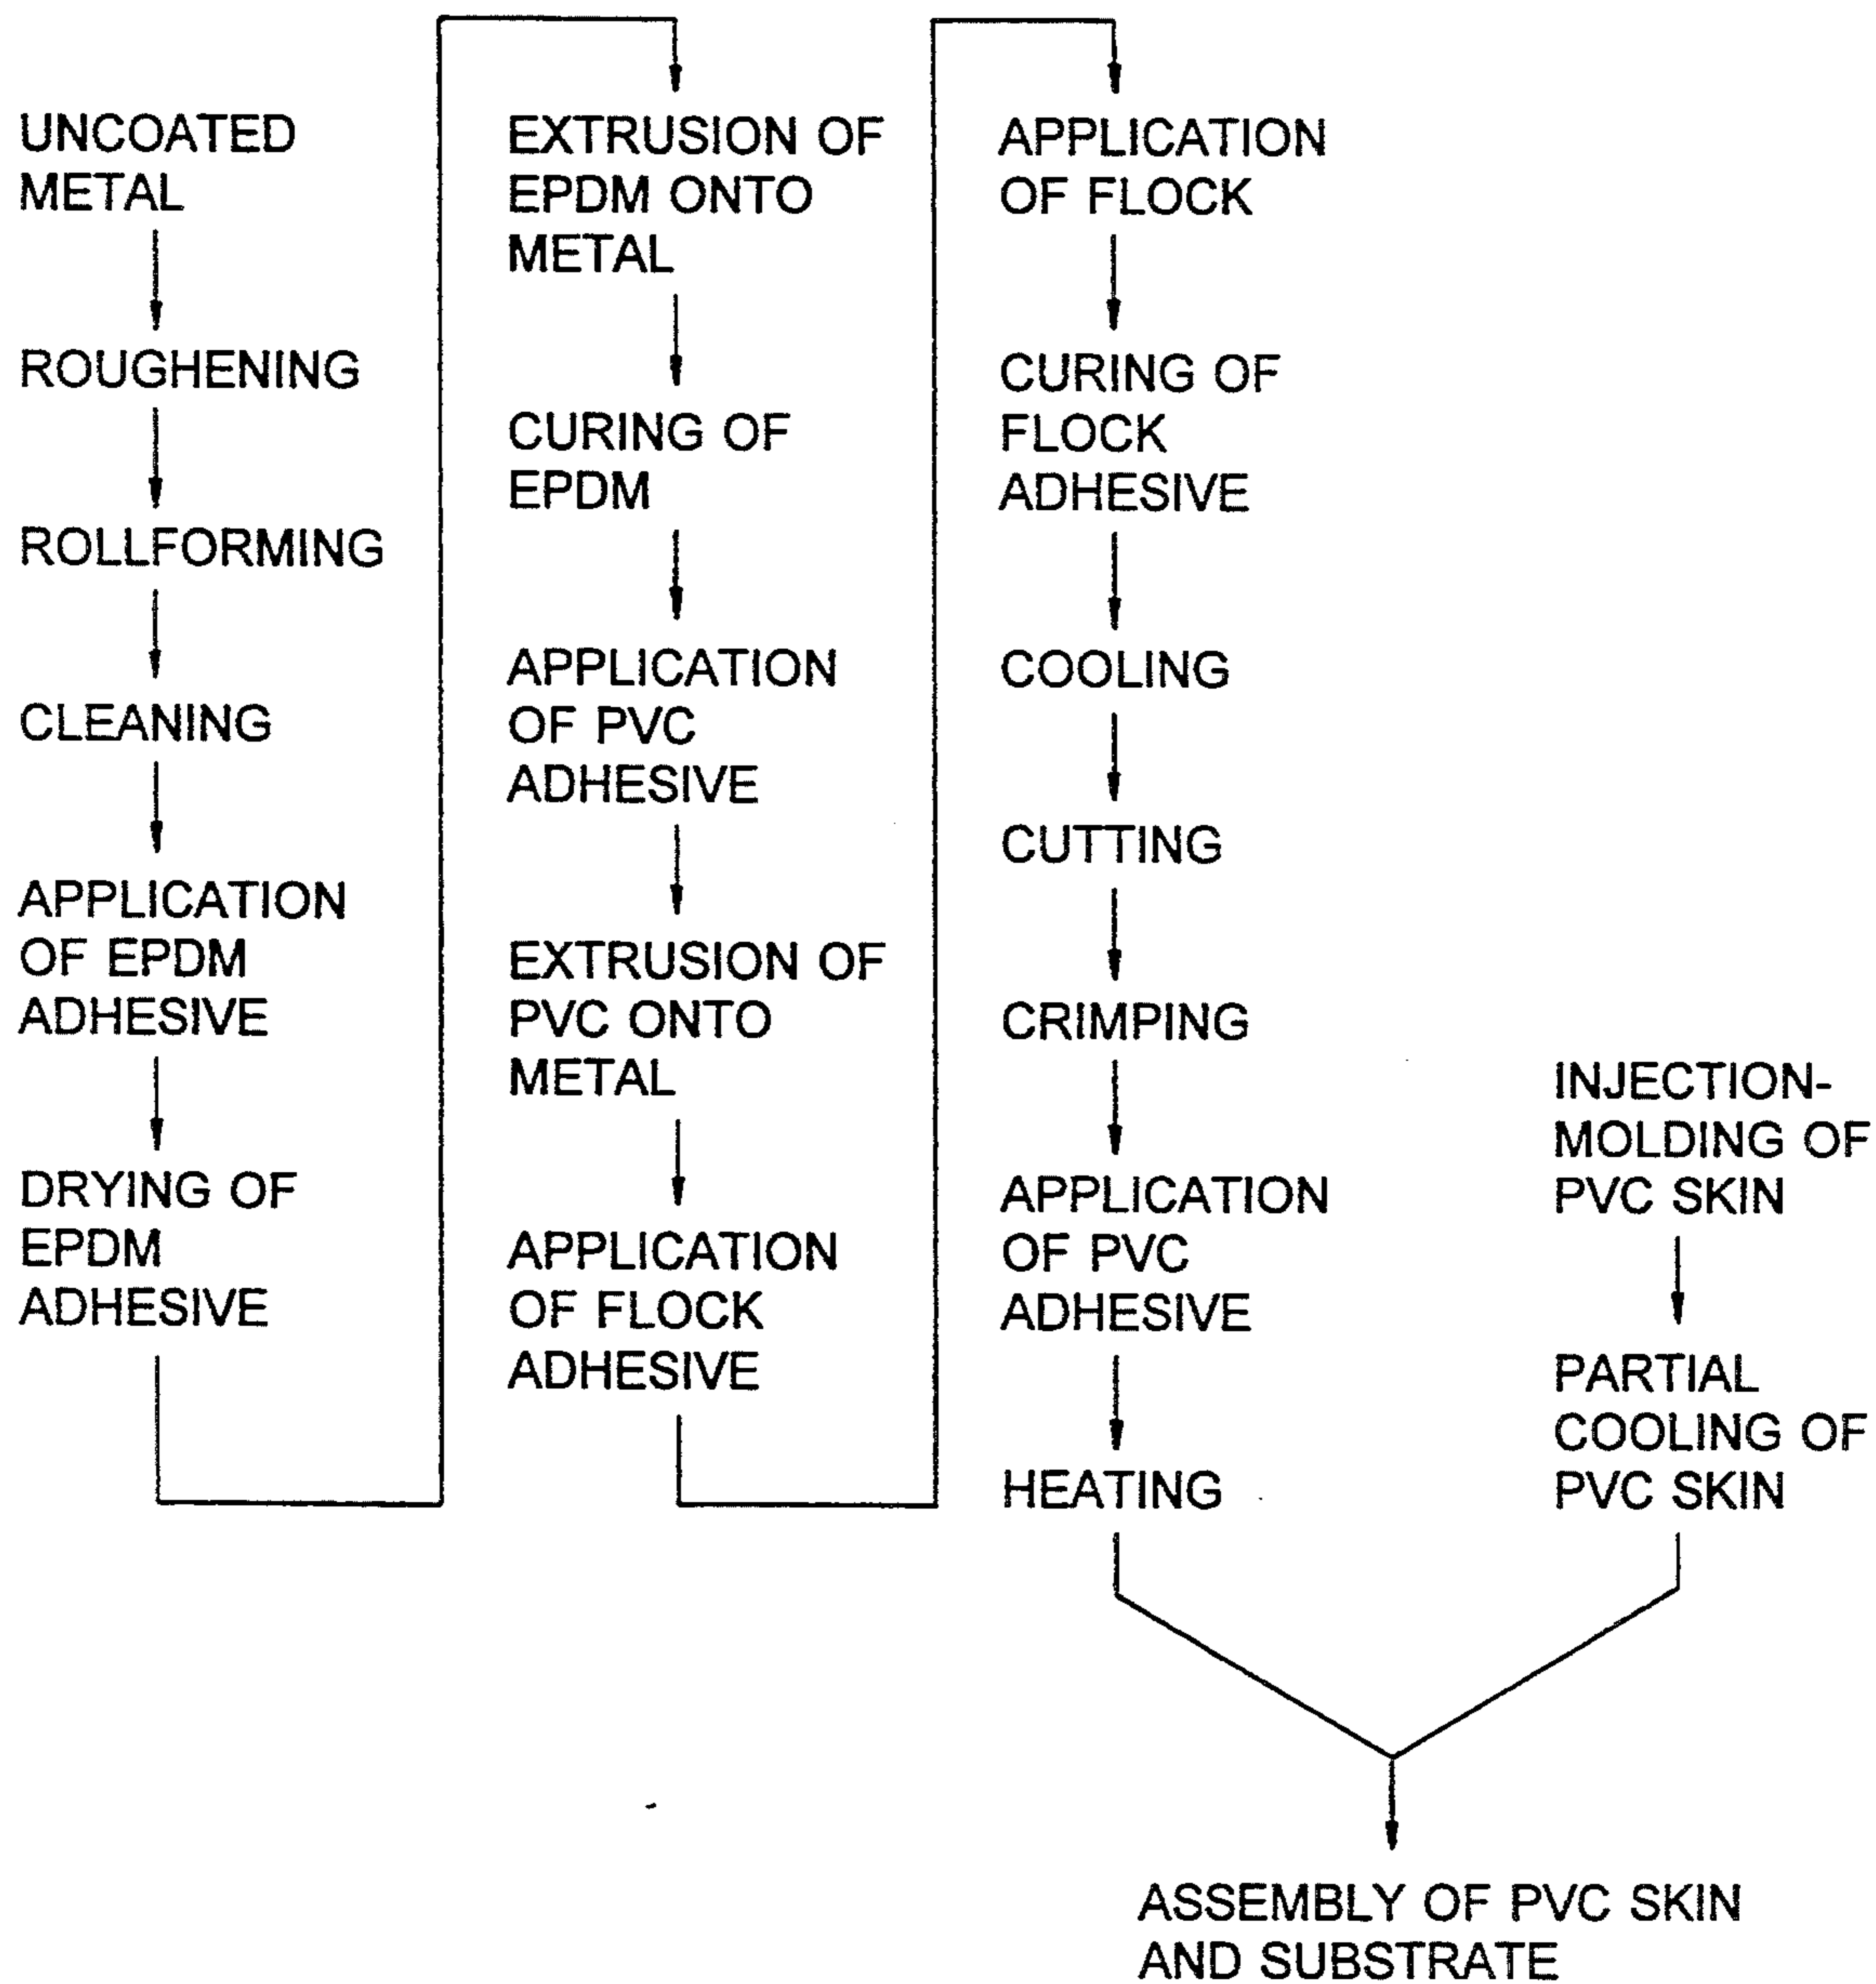 UNCOATED
METAL
ROUGHENING
ROLLFORMING
CLEANING
APPLICATION
OF EPDM
ADHESIVE
DRYING OF
EPDM
ADHESIVE
EXTRUSION OF
EPDM ONTO
METAL
CURING OF
EPDM
APPLICATION
OF PVC
ADHESIVE
EXTRUSION OF
PVC ONTO
METAL
APPLICATION
OF FLOCK
ADHESIVE
APPLICATION
OF FLOCK
CURING OF
FLOCK
ADHESIVE
COOLING
CUTTING
CRIMPING
APPLICATION
OF PVC
ADHESIVE
HEATING
INJECTION-
MOLDING OF
PVC SKIN
PARTIAL
COOLING OF
PVC SKIN
ASSEMBLY OF PVC SKIN
AND SUBSTRATE